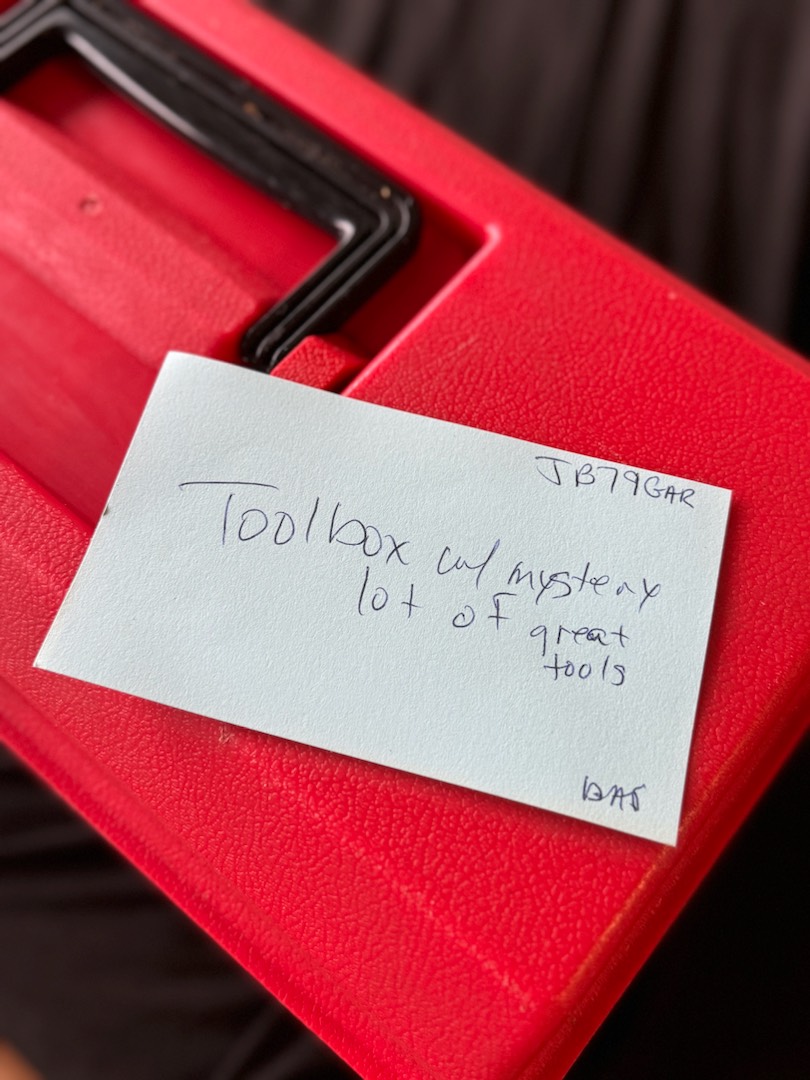 JB79GAR
Toolbox w/ mystery
lot of great
tools